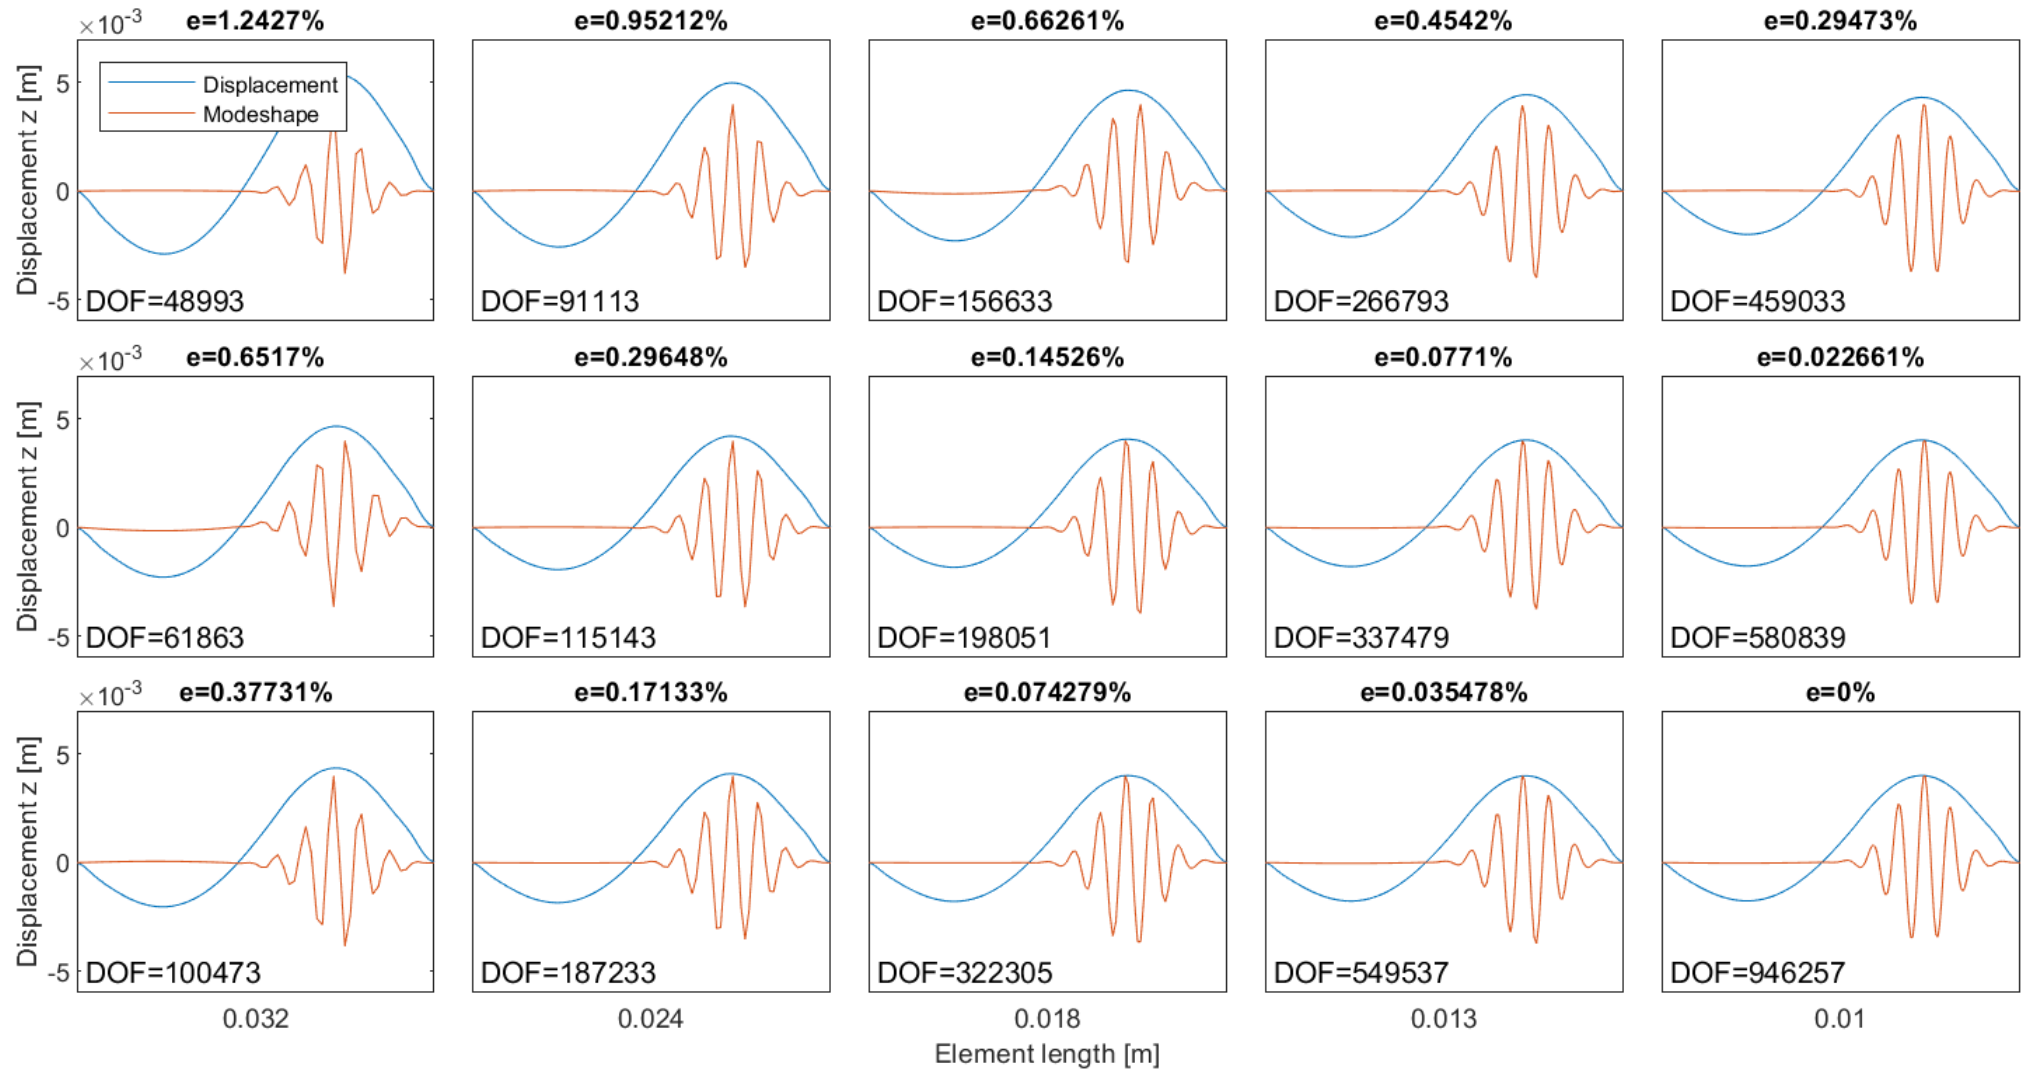 ×10-3 e=1.2427% e=0.95212% e=0.66261% e=0.4542% e=0.29473%
Displacement z [m]
5
0
-5
Displacement
Modeshape
DOF=48993 DOF=91113 DOF=156633 DOF=266793 DOF=459033
×10-3 e=0.6517% e=0.29648% e=0.14526% e=0.0771% e=0.022661%
Displacement z [m]
5
0
-5
DOF=61863 DOF=115143 DOF=198051 DOF=337479 DOF=580839
×10-3 e=0.37731% e=0.17133% e=0.074279% e=0.035478% e=0%
Displacement z [m]
5
0
-5
DOF=100473 DOF=187233 DOF=322305 DOF=549537 DOF=946257
0.032 0.024 0.018 0.013 0.01
Element length [m]